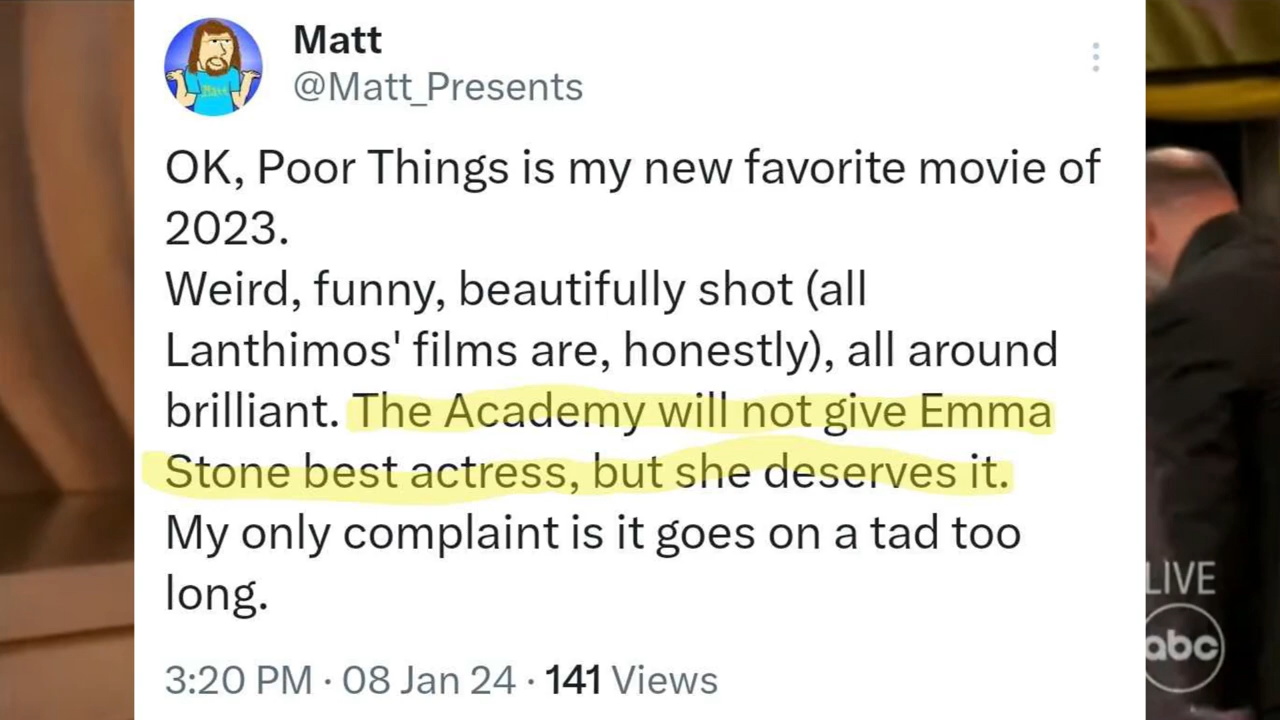 Matt
@Matt_Presents
OK, Poor Things is my new favorite movie of
2023.
Weird, funny, beautifully shot (all
Lanthimos' films are, honestly), all around
brilliant. The Academy will not give Emma
Stone best actress, but she deserves it.
My only complaint is it goes on a tad too
long.
3:20 PM · 08 Jan 24 · 141 Views
LIVE
abc